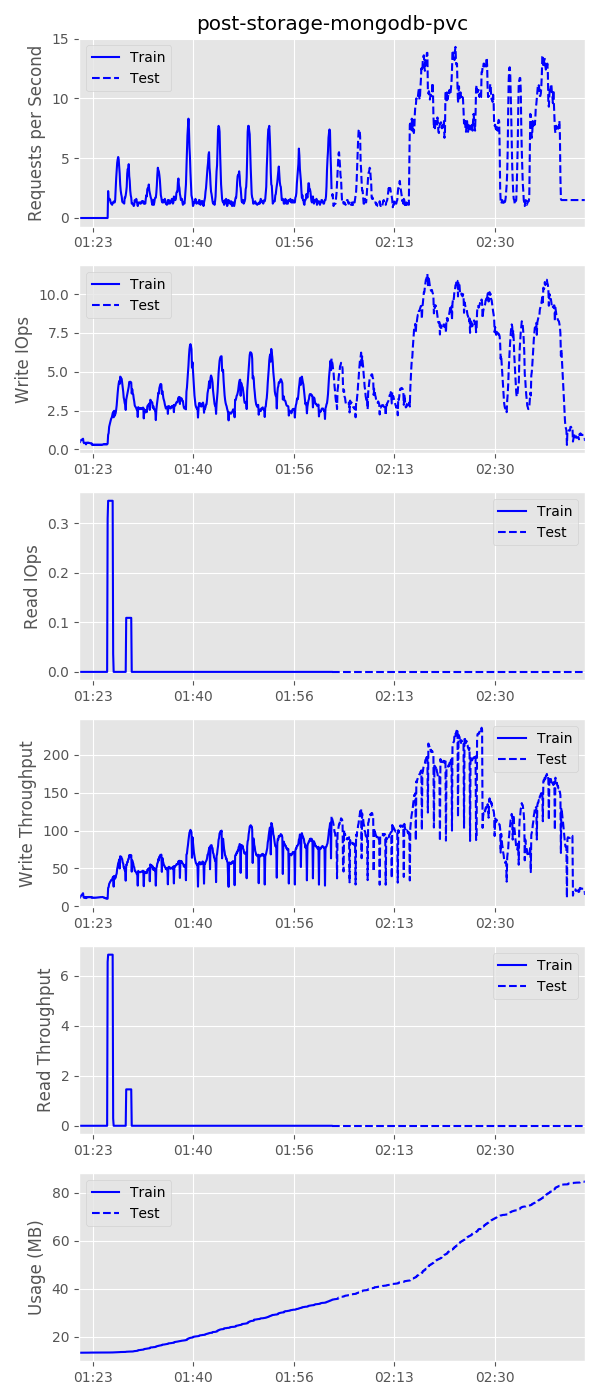 post-storage-mongodb-pvc
Requests per Second
15
10
5
0
Train
Test
01:23 01:40 01:56 02:13 02:30
Write IOps
10.0
7.5
5.0
2.5
0.0
Train
Test
01:23 01:40 01:56 02:13 02:30
Read IOps
0.3
0.2
0.1
0.0
Train
Test
01:23 01:40 01:56 02:13 02:30
Write Throughput
200
150
100
50
0
Train
Test
01:23 01:40 01:56 02:13 02:30
Read Throughput
6
4
2
0
Train
Test
01:23 01:40 01:56 02:13 02:30
Usage (MB)
80
60
40
20
Train
Test
01:23 01:40 01:56 02:13 02:30